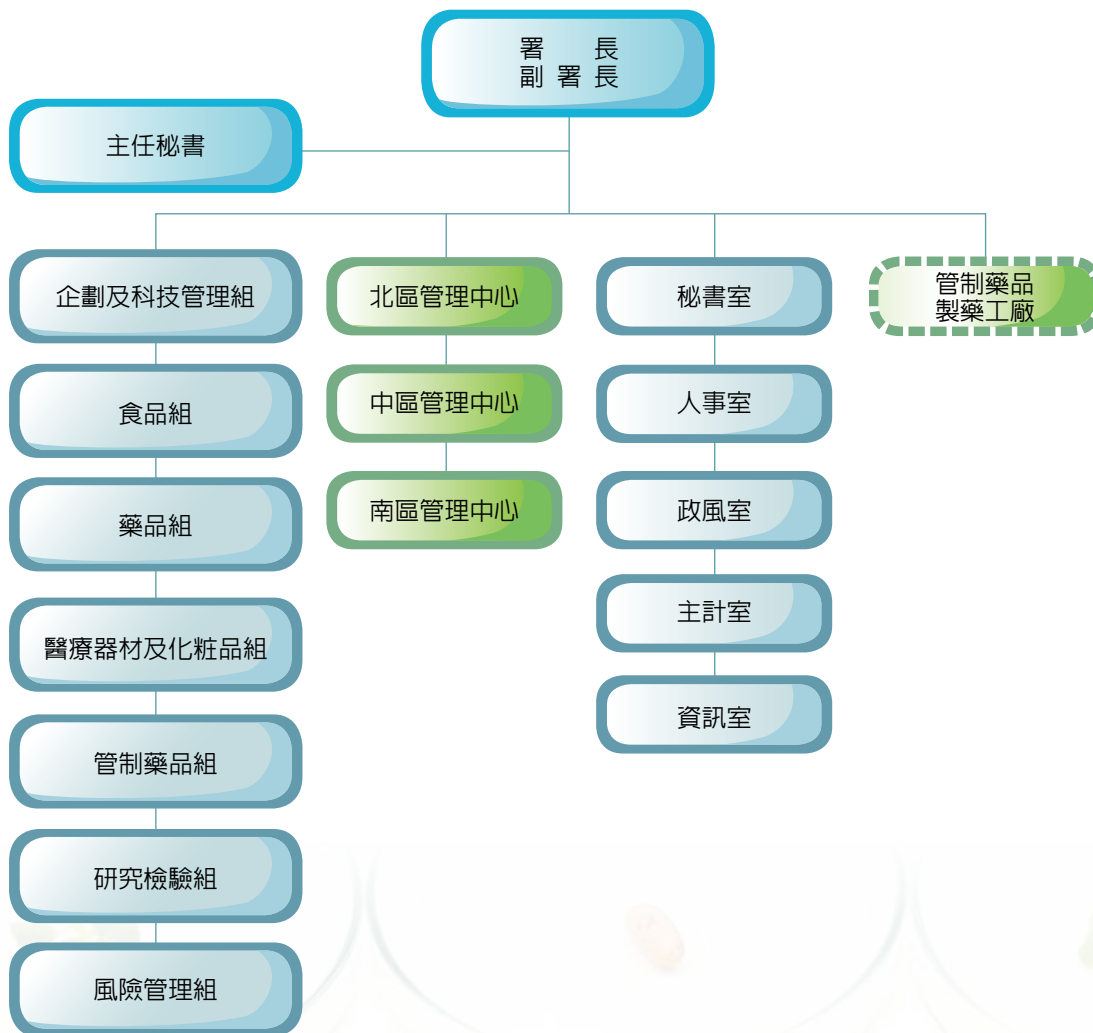 署 長
副 署 長
主任秘書
企劃及科技管理組
食品組
藥品組
醫療器材及化粧品組
管制藥品組
研究檢驗組
風險管理組
北區管理中心
中區管理中心
南區管理中心
秘書室
人事室
政風室
主計室
資訊室
管制藥品
製藥工廠